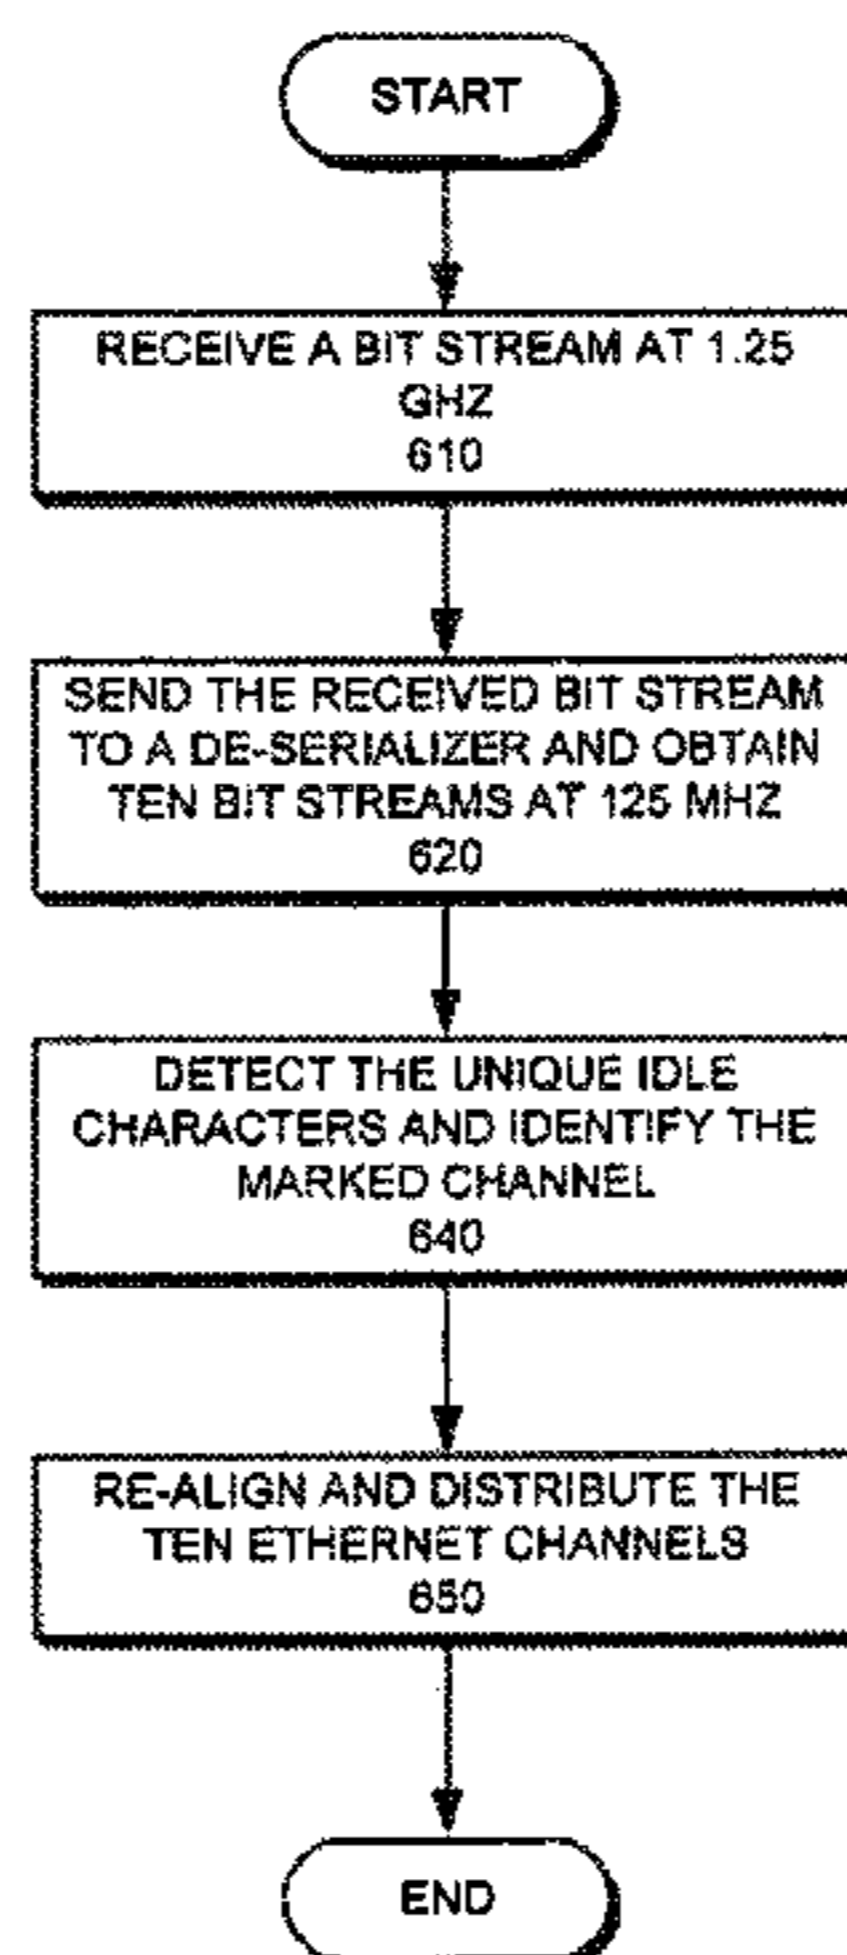 START
RECEIVE A BIT STREAM AT 1.25
GHZ
610
SEND THE RECEIVED BIT STREAM
TO A DE-SERIALIZER AND OBTAIN
TEN BIT STREAMS AT 125 MHZ
620
DETECT THE UNIQUE IDLE
CHARACTERS AND IDENTIFY THE
MARKED CHANNEL
640
RE-ALIGN AND DISTRIBUTE THE
TEN ETHERNET CHANNELS
650
END